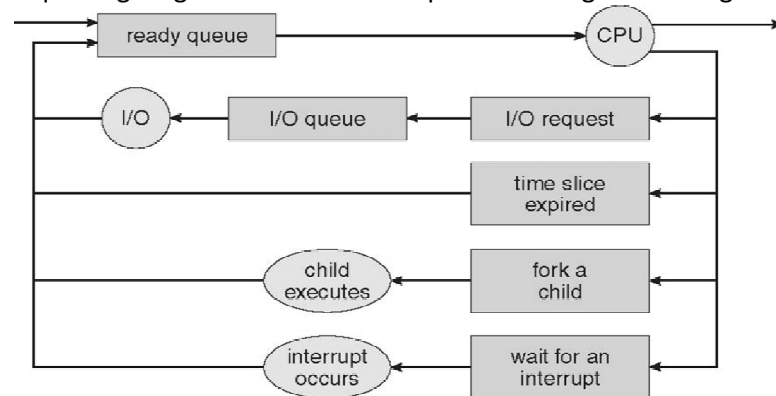 ready queue
CPU
I/O
I/O queue
I/O request
time slice
expired
child
executes
fork a
child
interrupt
occurs
wait for an
interrupt